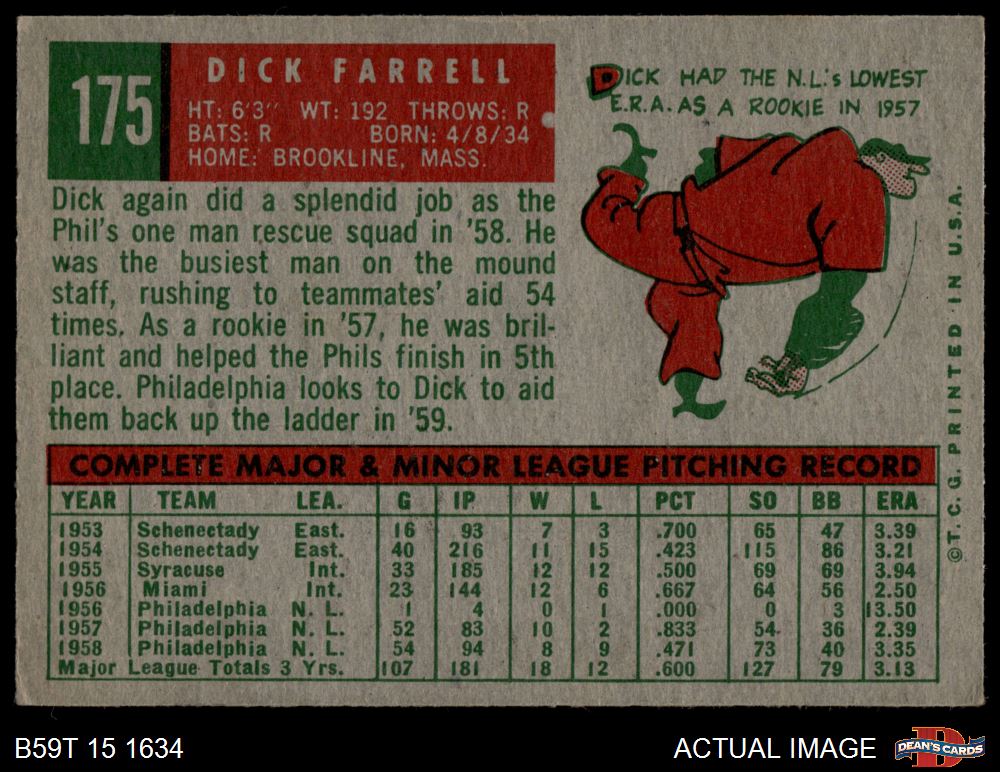 175
DICK FARRELL
HT: 6'3" WT: 192 THROWS: R
BATS: R BORN: 4/8/34
HOME: BROOKLINE, MASS.
DICK HAD THE N.L.'s LOWEST
E.R.A. AS A ROOKIE IN 1957
Dick again did a splendid job as the
Phil's one man rescue squad in '58. He
was the busiest man on the mound
staff, rushing to teammates' aid 54
times. As a rookie in '57, he was bril-
liant and helped the Phils finish in 5th
place. Philadelphia looks to Dick to aid
them back up the ladder in '59.
©T.C.G. PRINTED IN U.S.A.
COMPLETE MAJOR & MINOR LEAGUE PITCHING RECORD
YEAR TEAM LEA. G IP W L PCT SO BB ERA
1953 Schenectady East. 16 93 7 3 .700 65 47 3.39
1954 Schenectady East. 40 216 11 15 .423 115 86 3.21
1955 Syracuse Int. 33 185 12 12 .500 69 69 3.94
1956 Miami Int. 23 144 12 6 .667 64 56 2.50
1956 Philadelphia N. L. 1 4 0 1 .000 0 3 13.50
1957 Philadelphia N. L. 52 83 10 2 .833 54 36 2.39
1958 Philadelphia N. L. 54 94 8 9 .471 73 40 3.35
Major League Totals 3 Yrs. 107 181 18 12 .600 127 79 3.13
B59T 15 1634
ACTUAL IMAGE
DEAN'S CARDS